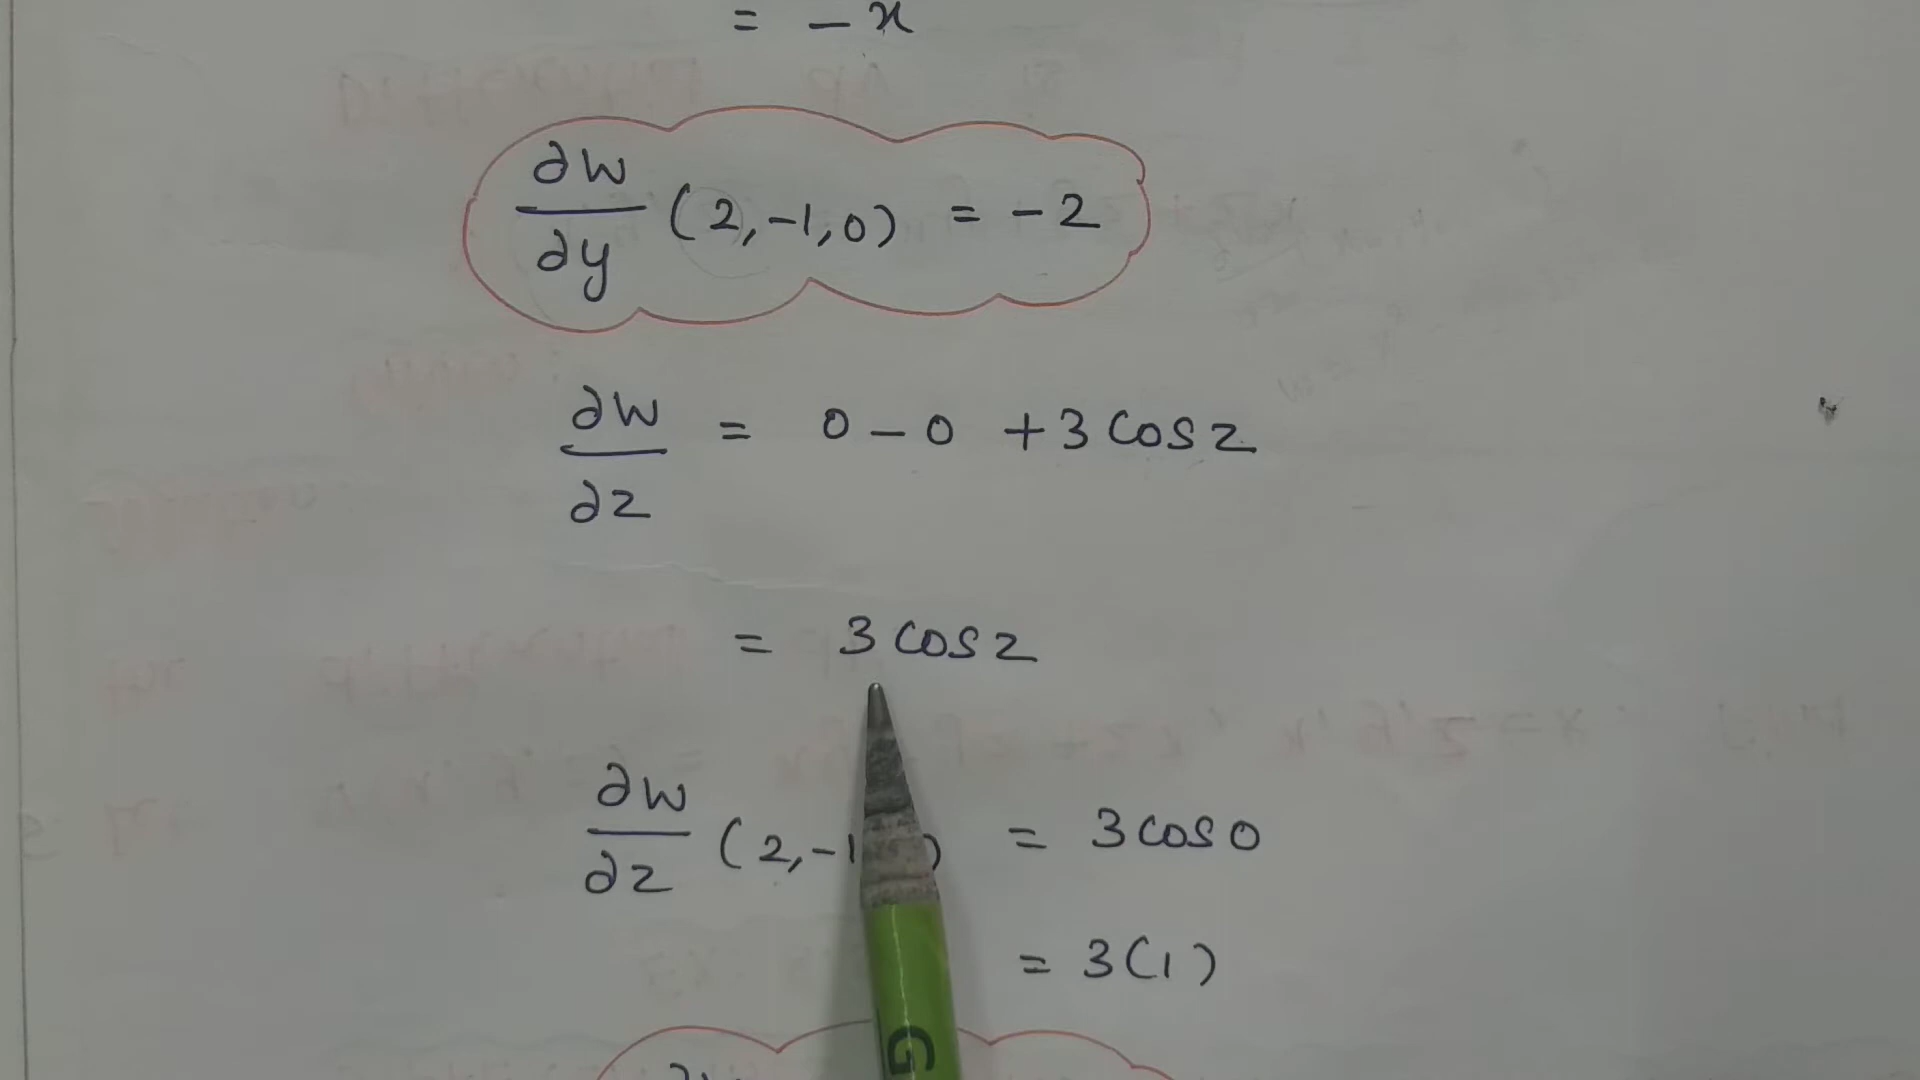 = - x
∂w/∂y (2,-1,0) = -2
∂w/∂z = 0 - 0 + 3 cos z
= 3 cos z
∂w/∂z (2,-1 ) = 3 cos 0
= 3(1)
G